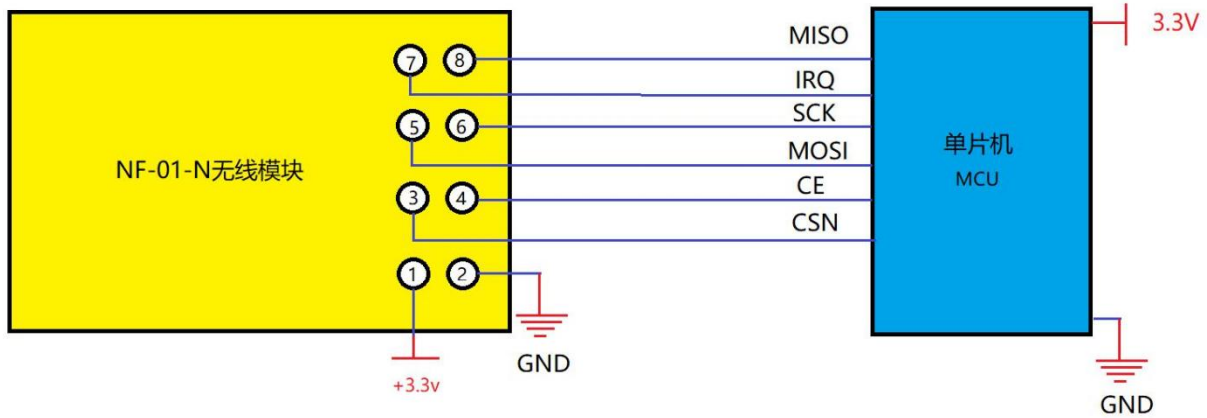 MISO
3.3V
7
8
IRQ
SCK
5
6
单片机
MOSI
NF-01-N无线模块
MCU
CE
3
4
CSN
1
2
GND
+3.3v
GND